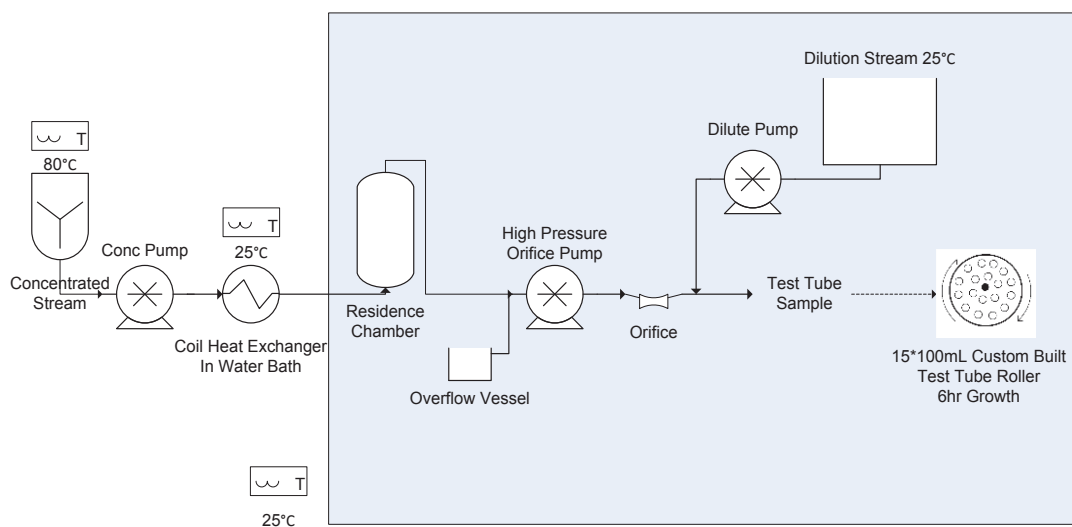 Dilution Stream 25°C
Dilute Pump
T
80°C
T
25°C
Conc Pump
High Pressure
Orifice Pump
Concentrated
Stream
Test Tube
Sample
Residence
Chamber
Orifice
Coil Heat Exchanger
In Water Bath
15*100mL Custom Built
Test Tube Roller
6hr Growth
Overflow Vessel
T
25°C